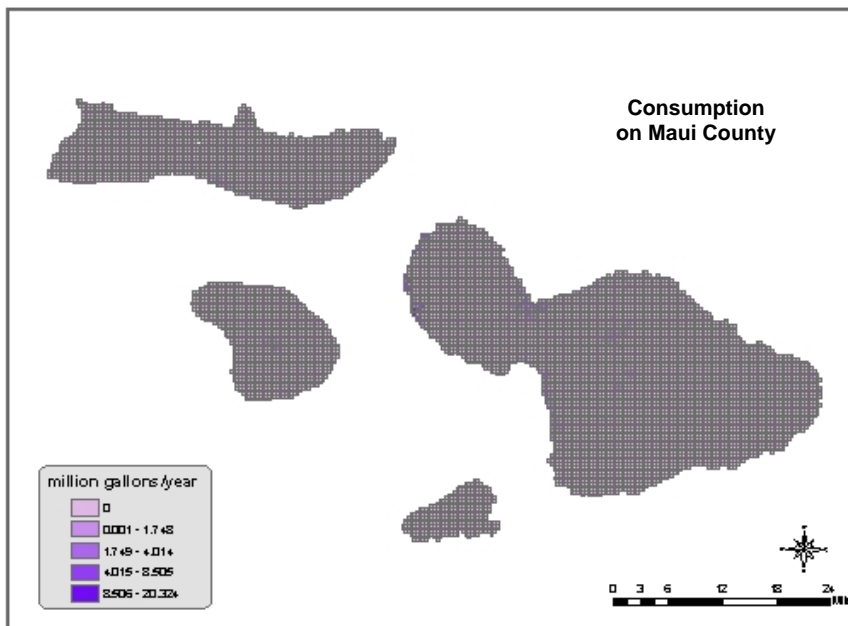 Consumption
on Maui County
million gallons/year
0
0.001 - 1.748
1.749 - 4.014
4.015 - 8.505
8.506 - 20.324
0 3 6 12 18 24